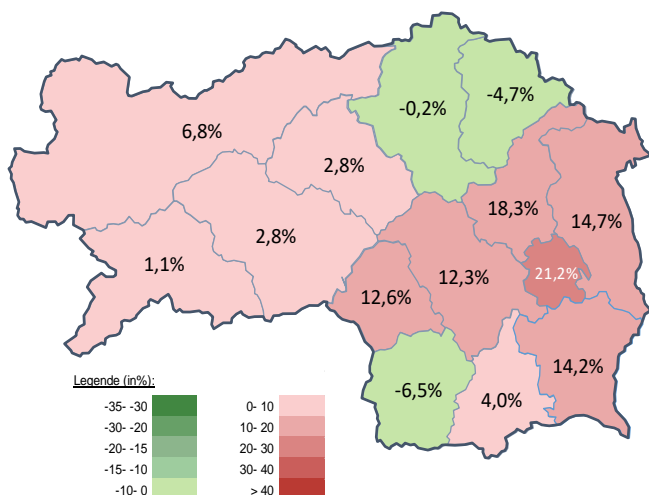 -4,7%
-0,2%
6,8%
2,8%
18,3%
14,7%
2,8%
1,1%
12,3%
21,2%
12,6%
14,2%
-6,5%
4,0%
Legende (in%):
-35- -30 0- 10
-30- -20 10- 20
-20- -15 20- 30
-15- -10 30- 40
-10- 0 > 40